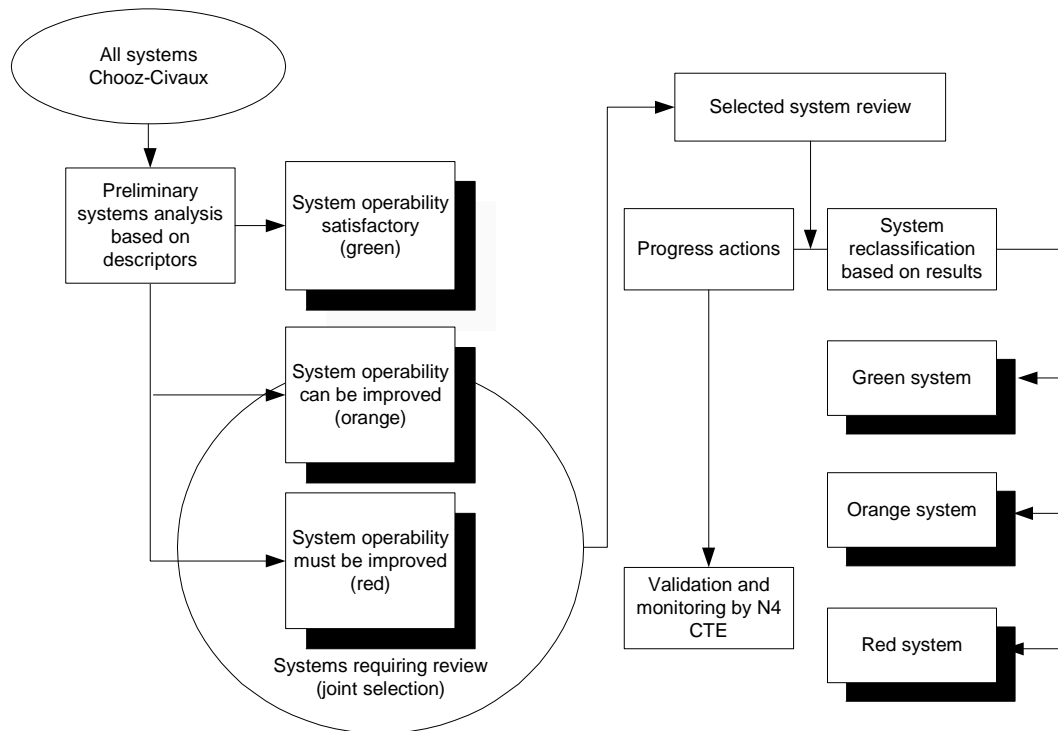 All systems
Chooz-Civaux
Preliminary
systems analysis
based on
descriptors
System operability
satisfactory
(green)
System operability
can be improved
(orange)
System operability
must be improved
(red)
Systems requiring review
(joint selection)
Selected system review
Progress actions
System
reclassification
based on results
Validation and
monitoring by N4
CTE
Green system
Orange system
Red system